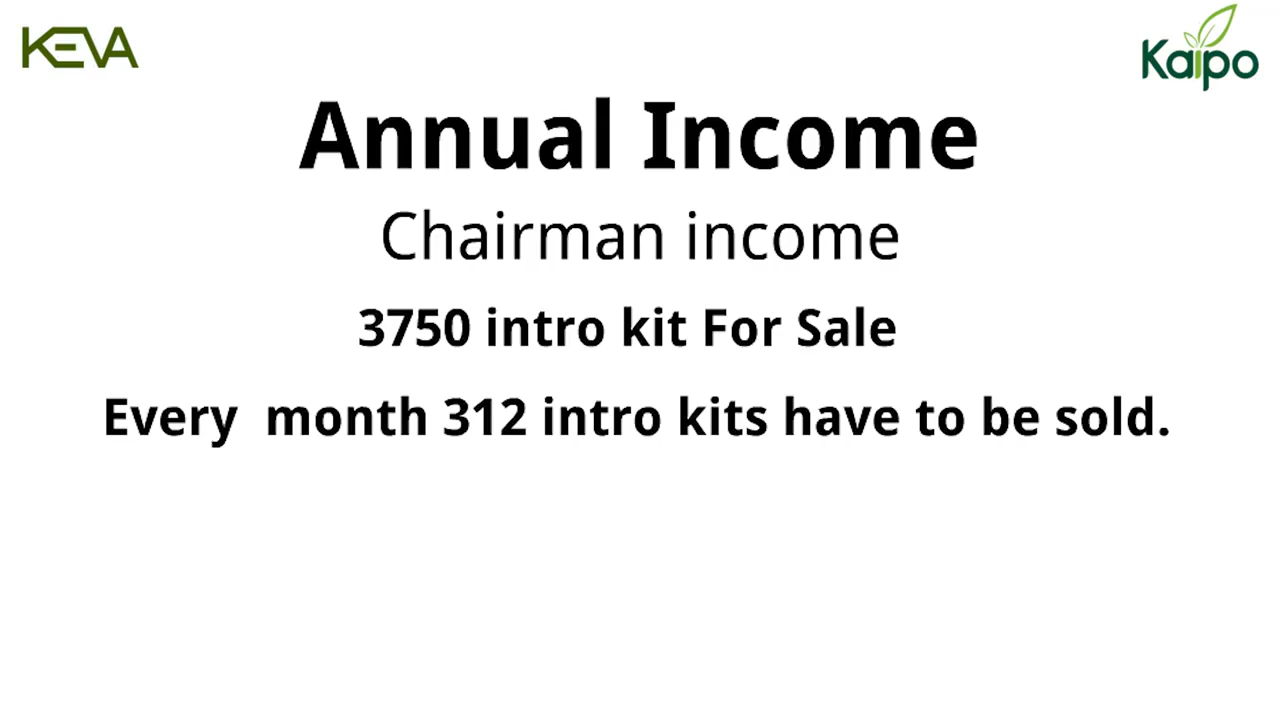 KEVA
Kaipo
Annual Income
Chairman income
3750 intro kit For Sale
Every  month 312 intro kits have to be sold.